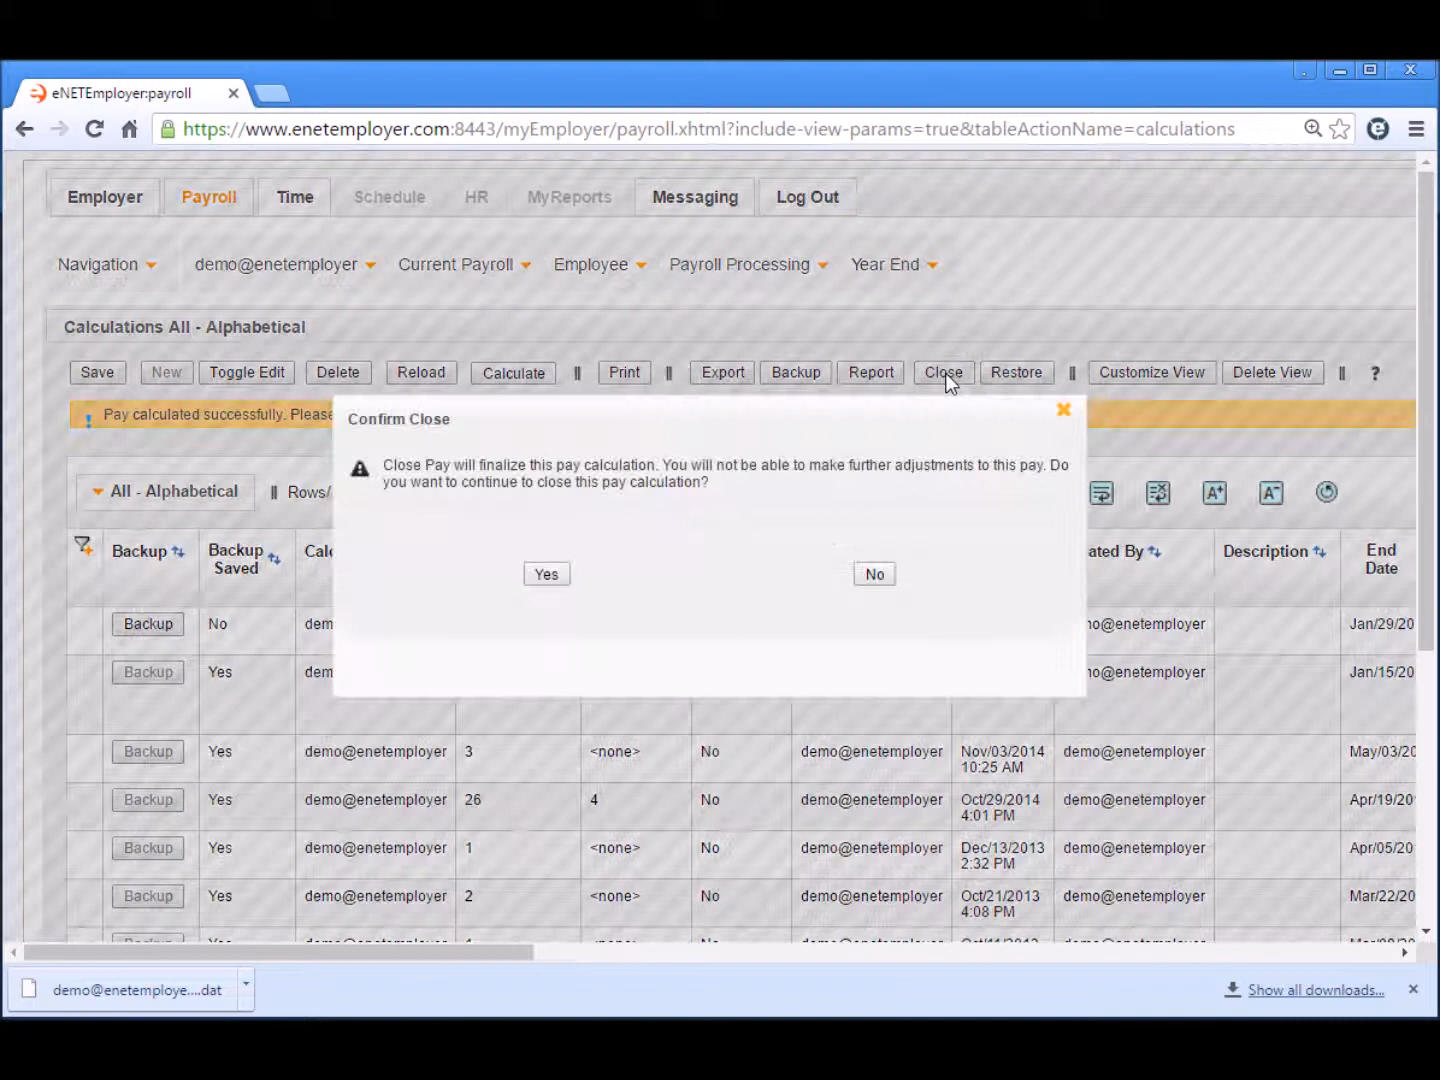 eNETEmployer:payroll
https://www.enetemployer.com:8443/myEmployer/payroll.xhtml?include-view-params=true&tableActionName=calculations
Employer Payroll Time Schedule HR MyReports Messaging Log Out
Navigation demo@enetemployer Current Payroll Employee Payroll Processing Year End
Calculations All - Alphabetical
Save New Toggle Edit Delete Reload Calculate || Print || Export Backup Report Close Restore || Customize View Delete View || ?
Pay calculated successfully. Please
Confirm Close
Close Pay will finalize this pay calculation. You will not be able to make further adjustments to this pay. Do
you want to continue to close this pay calculation?
Yes No
All - Alphabetical || Rows/ A+ A-
Backup Backup Saved Calc ated By Description End Date
Backup No dem o@enetemployer Jan/29/20
Backup Yes dem o@enetemployer Jan/15/20
Backup Yes demo@enetemployer 3 <none> No demo@enetemployer Nov/03/2014 10:25 AM demo@enetemployer May/03/20
Backup Yes demo@enetemployer 26 4 No demo@enetemployer Oct/29/2014 4:01 PM demo@enetemployer Apr/19/20
Backup Yes demo@enetemployer 1 <none> No demo@enetemployer Dec/13/2013 2:32 PM demo@enetemployer Apr/05/20
Backup Yes demo@enetemployer 2 <none> No demo@enetemployer Oct/21/2013 4:08 PM demo@enetemployer Mar/22/20
demo@enetemploye....dat Show all downloads...